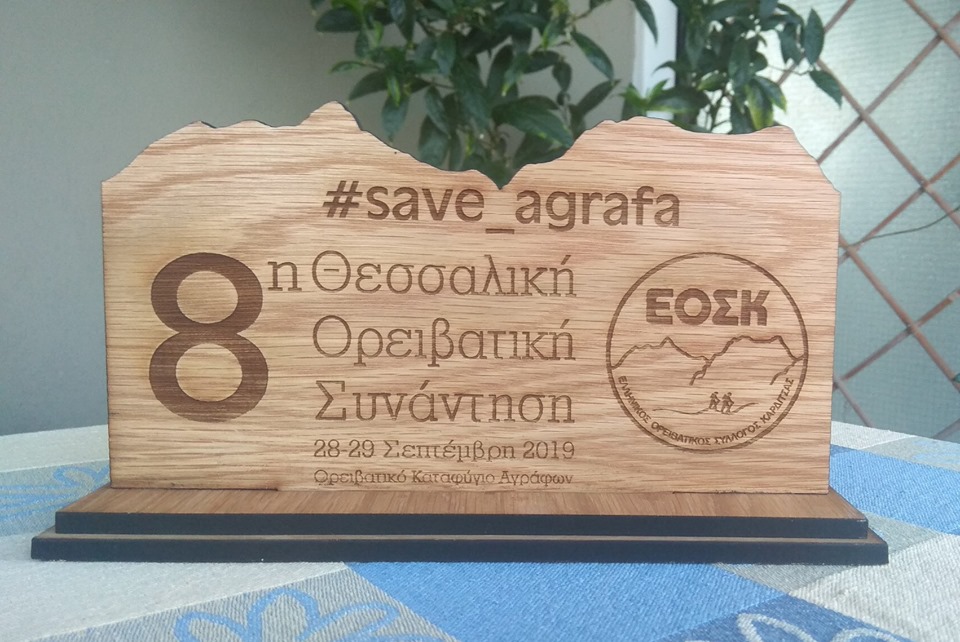 #save_agrafa
8η Θεσσαλική
Ορειβατική
Συνάντηση
28-29 Σεπτέμβρη 2019
Ορειβατικό Καταφύγιο Αγράφων
ΕΟΣΚ
ΕΛΛΗΝΙΚΟΣ ΟΡΕΙΒΑΤΙΚΟΣ ΣΥΛΛΟΓΟΣ ΚΑΡΔΙΤΣΑΣ